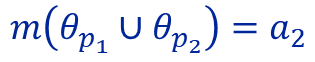 m(θ_{p_1} ∪ θ_{p_2}) = a_2